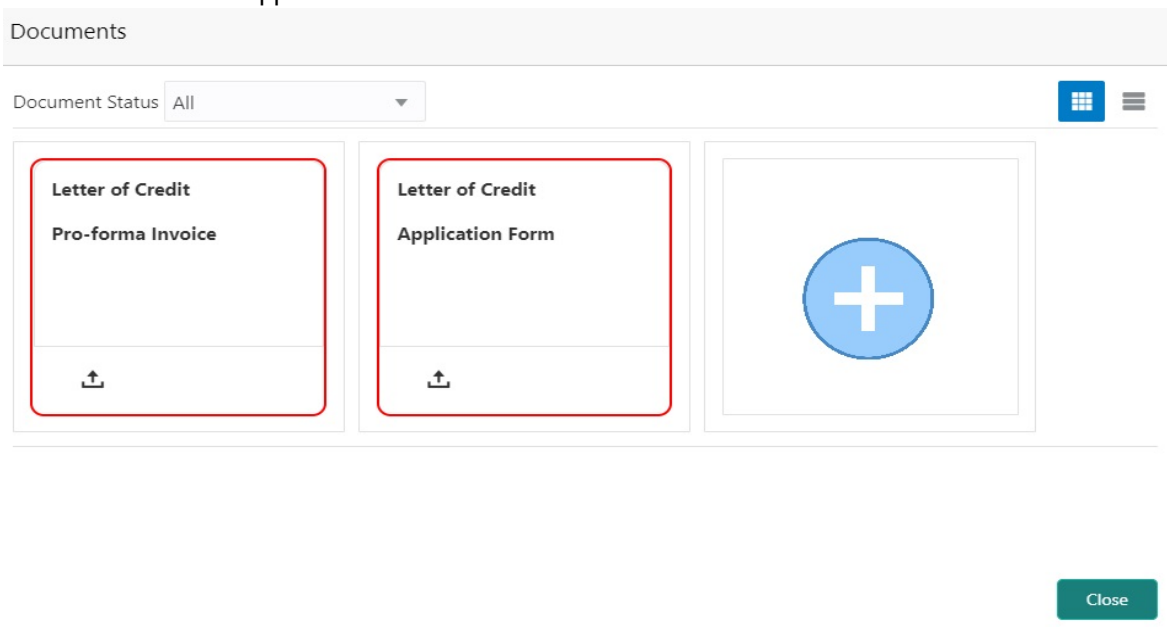 Documents
Document Status All
Letter of Credit
Pro-forma Invoice
Letter of Credit
Application Form
Close